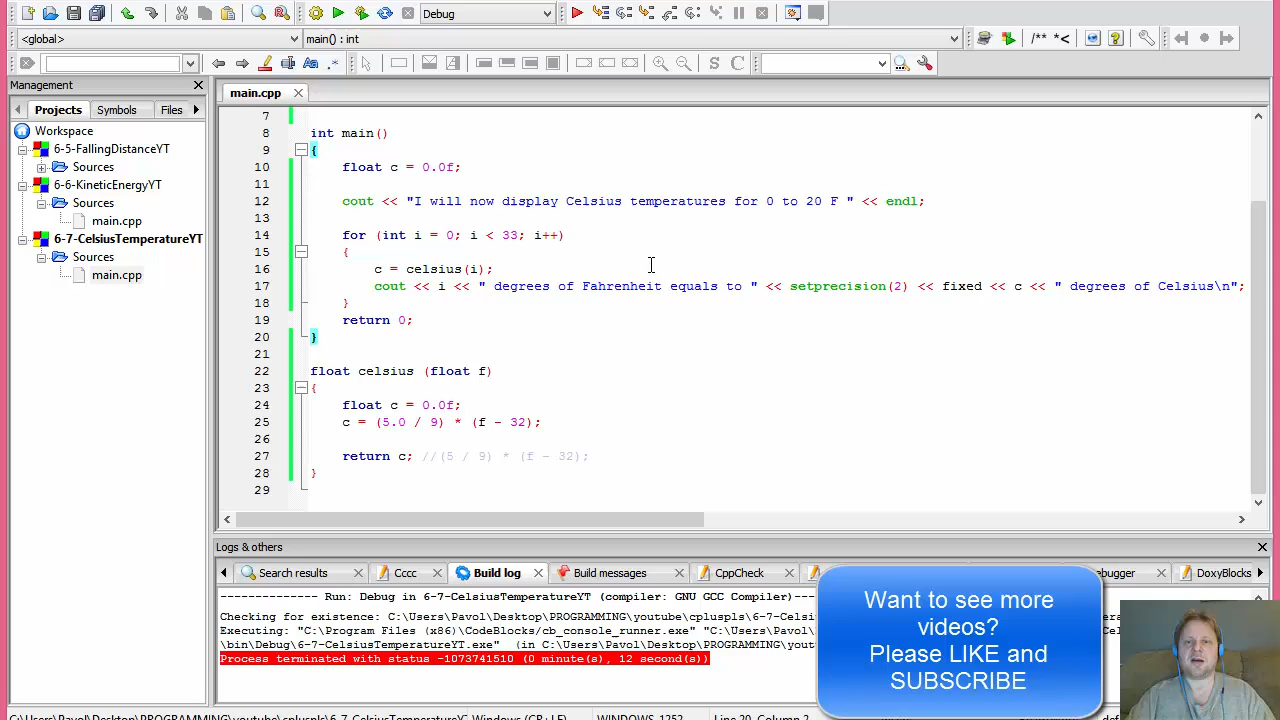 Debug
<global>
main() : int
/** *<
Aa .*
S C
Management
main.cpp
Projects Symbols Files
Workspace
6-5-FallingDistanceYT
Sources
6-6-KineticEnergyYT
Sources
main.cpp
6-7-CelsiusTemperatureYT
Sources
main.cpp
7
8 int main()
9 {
10 float c = 0.0f;
11
12 cout << "I will now display Celsius temperatures for 0 to 20 F " << endl;
13
14 for (int i = 0; i < 33; i++)
15 {
16 c = celsius(i);
17 cout << i << " degrees of Fahrenheit equals to " << setprecision(2) << fixed << c << " degrees of Celsius\n";
18 }
19 return 0;
20 }
21
22 float celsius (float f)
23 {
24 float c = 0.0f;
25 c = (5.0 / 9) * (f - 32);
26
27 return c; //(5 / 9) * (f - 32);
28 }
29
Logs & others
Search results Cccc Build log Build messages CppCheck ebugger DoxyBlocks
-------------- Run: Debug in 6-7-CelsiusTemperatureYT (compiler: GNU GCC Compiler)---
Checking for existence: C:\Users\Pavol\Desktop\PROGRAMMING\youtube\cpluspls\6-7-Cels
Executing: "C:\Program Files (x86)\CodeBlocks/cb_console_runner.exe" "C:\Users\Pavol
\bin\Debug\6-7-CelsiusTemperatureYT.exe" (in C:\Users\Pavol\Desktop\PROGRAMMING\yout
Process terminated with status -1073741510 (0 minute(s), 12 second(s))
Want to see more
videos?
Please LIKE and
SUBSCRIBE